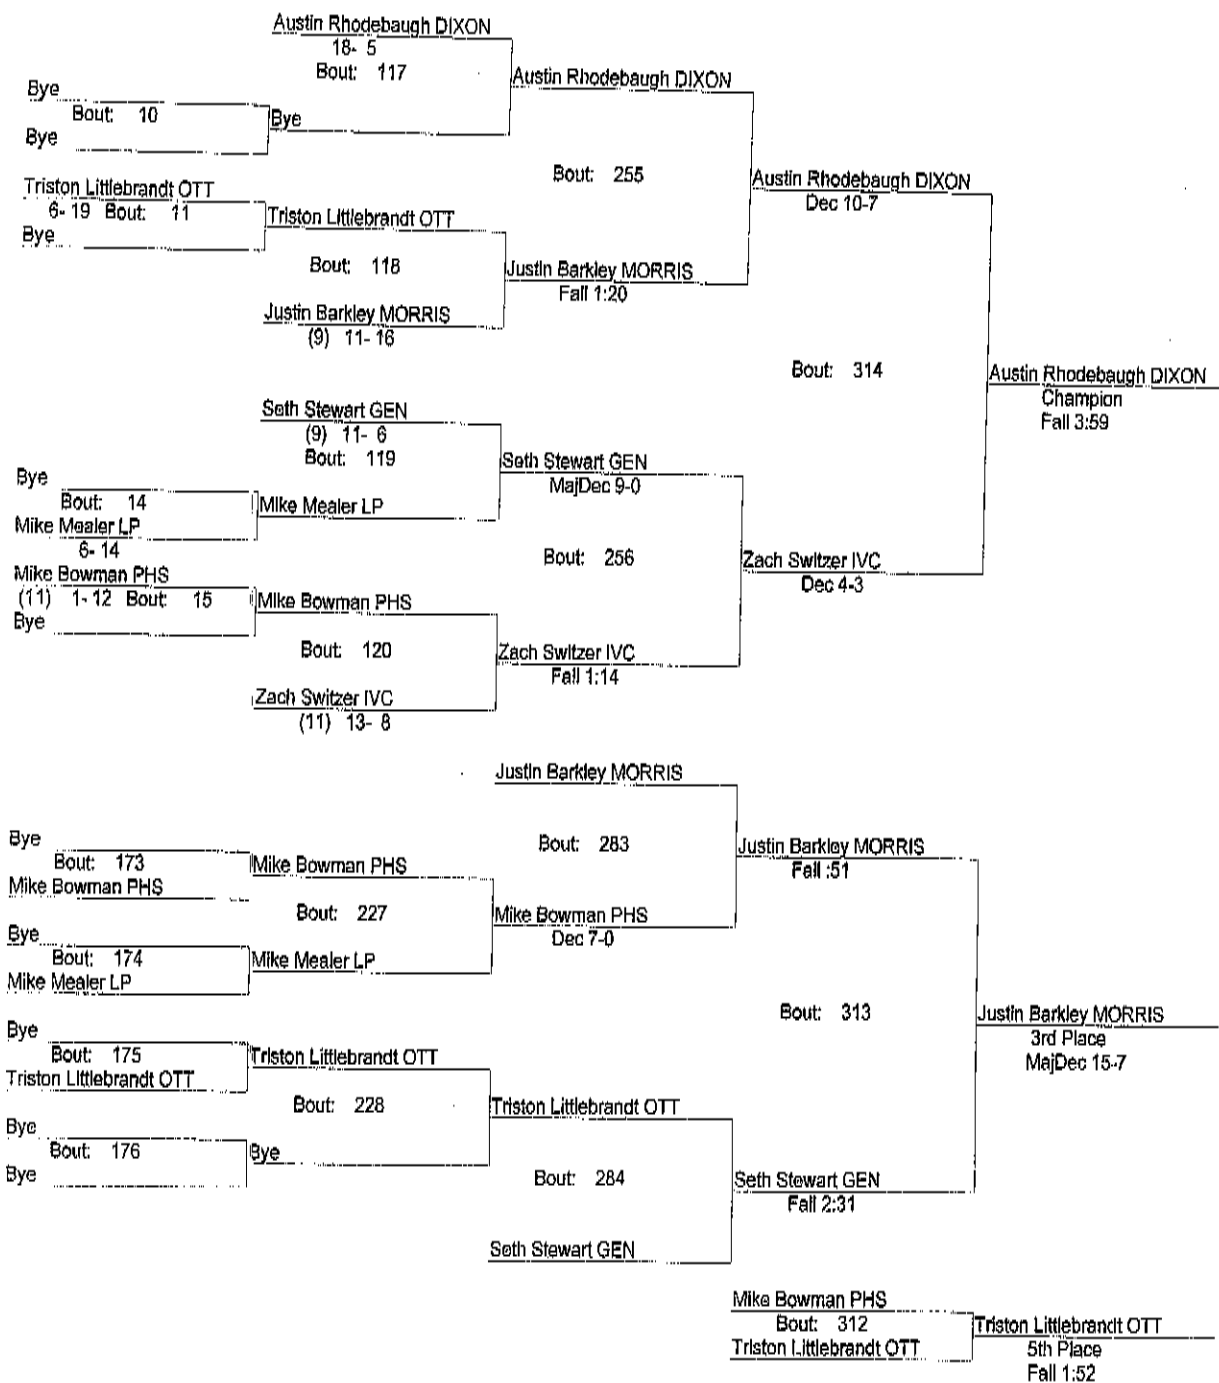 Austin Rhodebaugh DIXON
18- 5
Bout: 117
Austin Rhodebaugh DIXON
Bye
Bout: 10
Bye
Bye
Bout: 255
Austin Rhodebaugh DIXON
Dec 10-7
Triston Littlebrandt OTT
6- 19 Bout: 11
Triston Littlebrandt OTT
Bye
Bout: 118
Justin Barkley MORRIS
Fall 1:20
Justin Barkley MORRIS
(9) 11- 16
Bout: 314
Austin Rhodebaugh DIXON
Champion
Fall 3:59
Seth Stewart GEN
(9) 11- 6
Bout: 119
Seth Stewart GEN
MajDec 9-0
Bye
Bout: 14
Mike Mealer LP
Mike Mealer LP
6- 14
Bout: 256
Zach Switzer IVC
Dec 4-3
Mike Bowman PHS
(11) 1- 12 Bout: 15
Mike Bowman PHS
Bye
Bout: 120
Zach Switzer IVC
Fall 1:14
Zach Switzer IVC
(11) 13- 8
Justin Barkley MORRIS
Bout: 283
Justin Barkley MORRIS
Fall :51
Bye
Bout: 173
Mike Bowman PHS
Mike Bowman PHS
Bout: 227
Mike Bowman PHS
Dec 7-0
Bye
Bout: 174
Mike Mealer LP
Mike Mealer LP
Bout: 313
Justin Barkley MORRIS
3rd Place
MajDec 15-7
Bye
Bout: 175
Triston Littlebrandt OTT
Triston Littlebrandt OTT
Bout: 228
Triston Littlebrandt OTT
Bye
Bout: 176
Bye
Bye
Bout: 284
Seth Stewart GEN
Fall 2:31
Seth Stewart GEN
Mike Bowman PHS
Bout: 312
Triston Littlebrandt OTT
Triston Littlebrandt OTT
5th Place
Fall 1:52